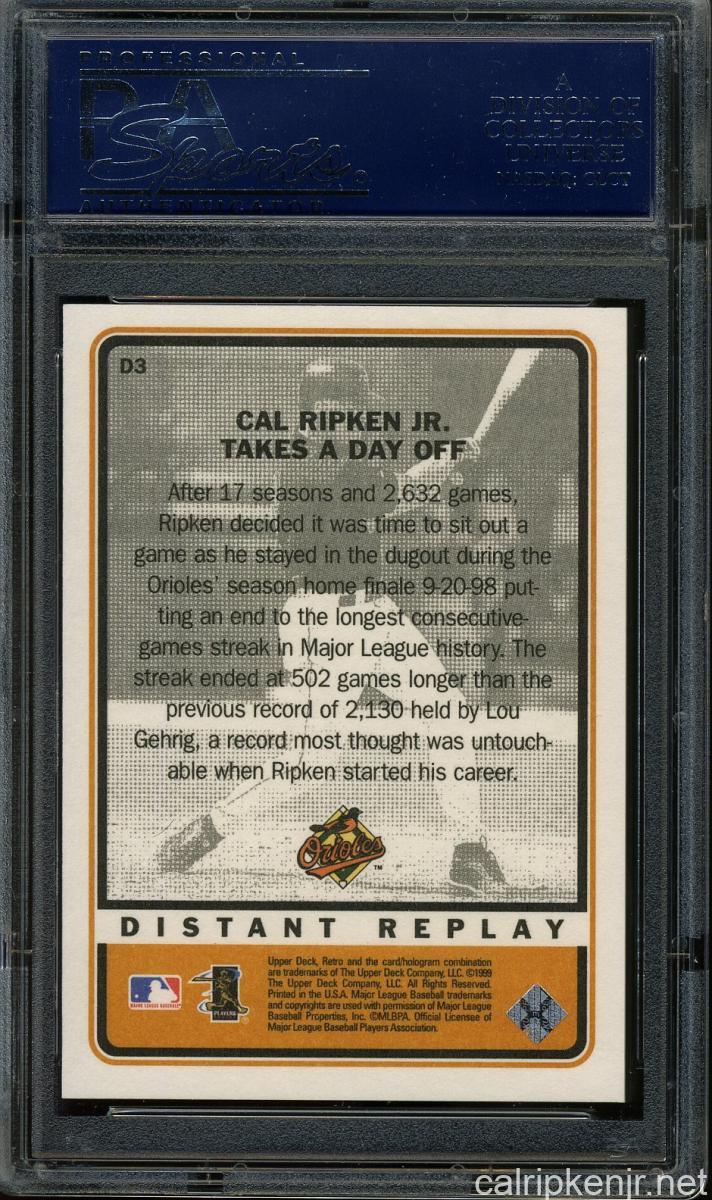 PROFESSIONAL
PSA
Sports
AUTHENTICATOR
A
DIVISION OF
COLLECTORS
UNIVERSE
NASDAQ: CLCT
D3
CAL RIPKEN JR.
TAKES A DAY OFF
After 17 seasons and 2,632 games,
Ripken decided it was time to sit out a
game as he stayed in the dugout during the
Orioles' season home finale 9-20-98 put-
ting an end to the longest consecutive-
games streak in Major League history. The
streak ended at 502 games longer than the
previous record of 2,130 held by Lou
Gehrig, a record most thought was untouch-
able when Ripken started his career.
Orioles
TM
DISTANT REPLAY
Upper Deck, Retro and the card/hologram combination
are trademarks of The Upper Deck Company, LLC. ©1999
The Upper Deck Company, LLC. All Rights Reserved.
Printed in the U.S.A. Major League Baseball trademarks
and copyrights are used with permission of Major League
Baseball Properties, Inc. ©MLBPA. Official Licensee of
Major League Baseball Players Association.
MAJOR LEAGUE BASEBALL
PLAYERS
calripkenjr.net